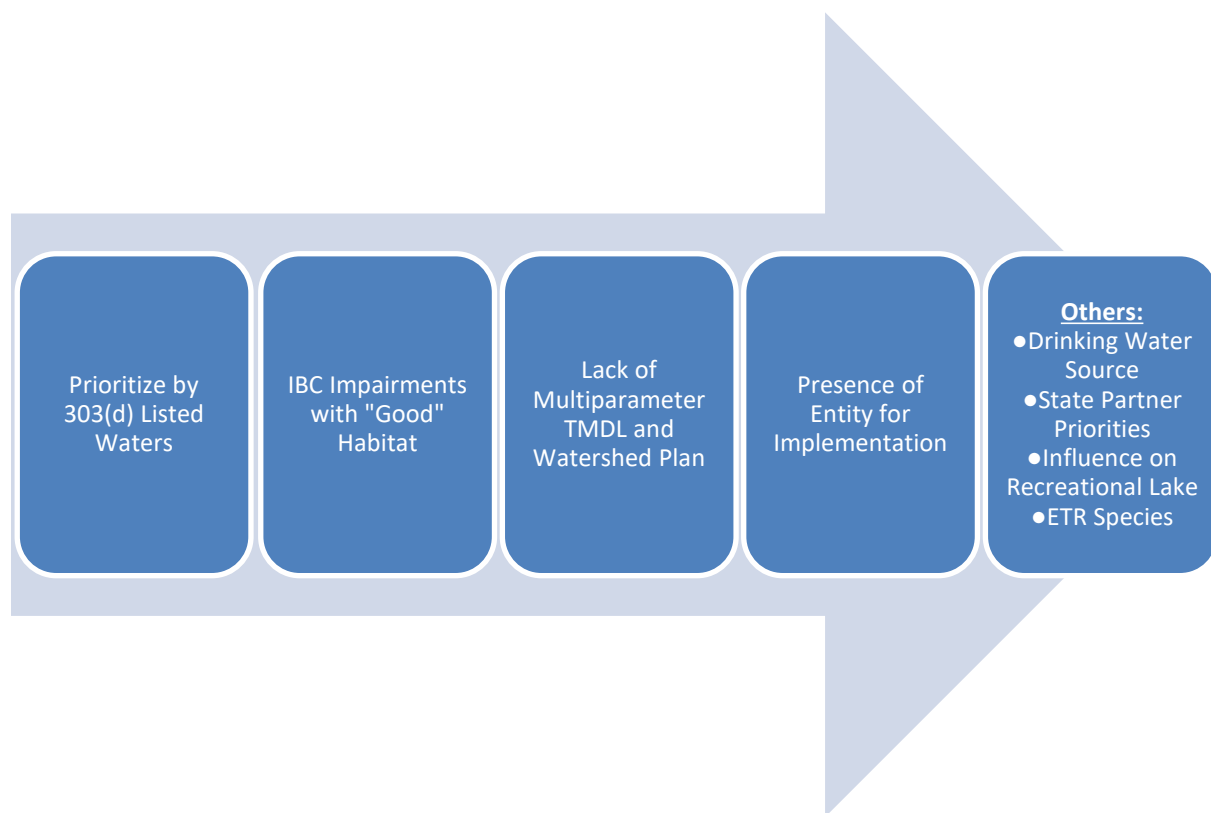 Prioritize by
303(d) Listed
Waters
IBC Impairments
with "Good"
Habitat
Lack of
Multiparameter
TMDL and
Watershed Plan
Presence of
Entity for
Implementation
Others:
●Drinking Water
Source
●State Partner
Priorities
●Influence on
Recreational Lake
●ETR Species